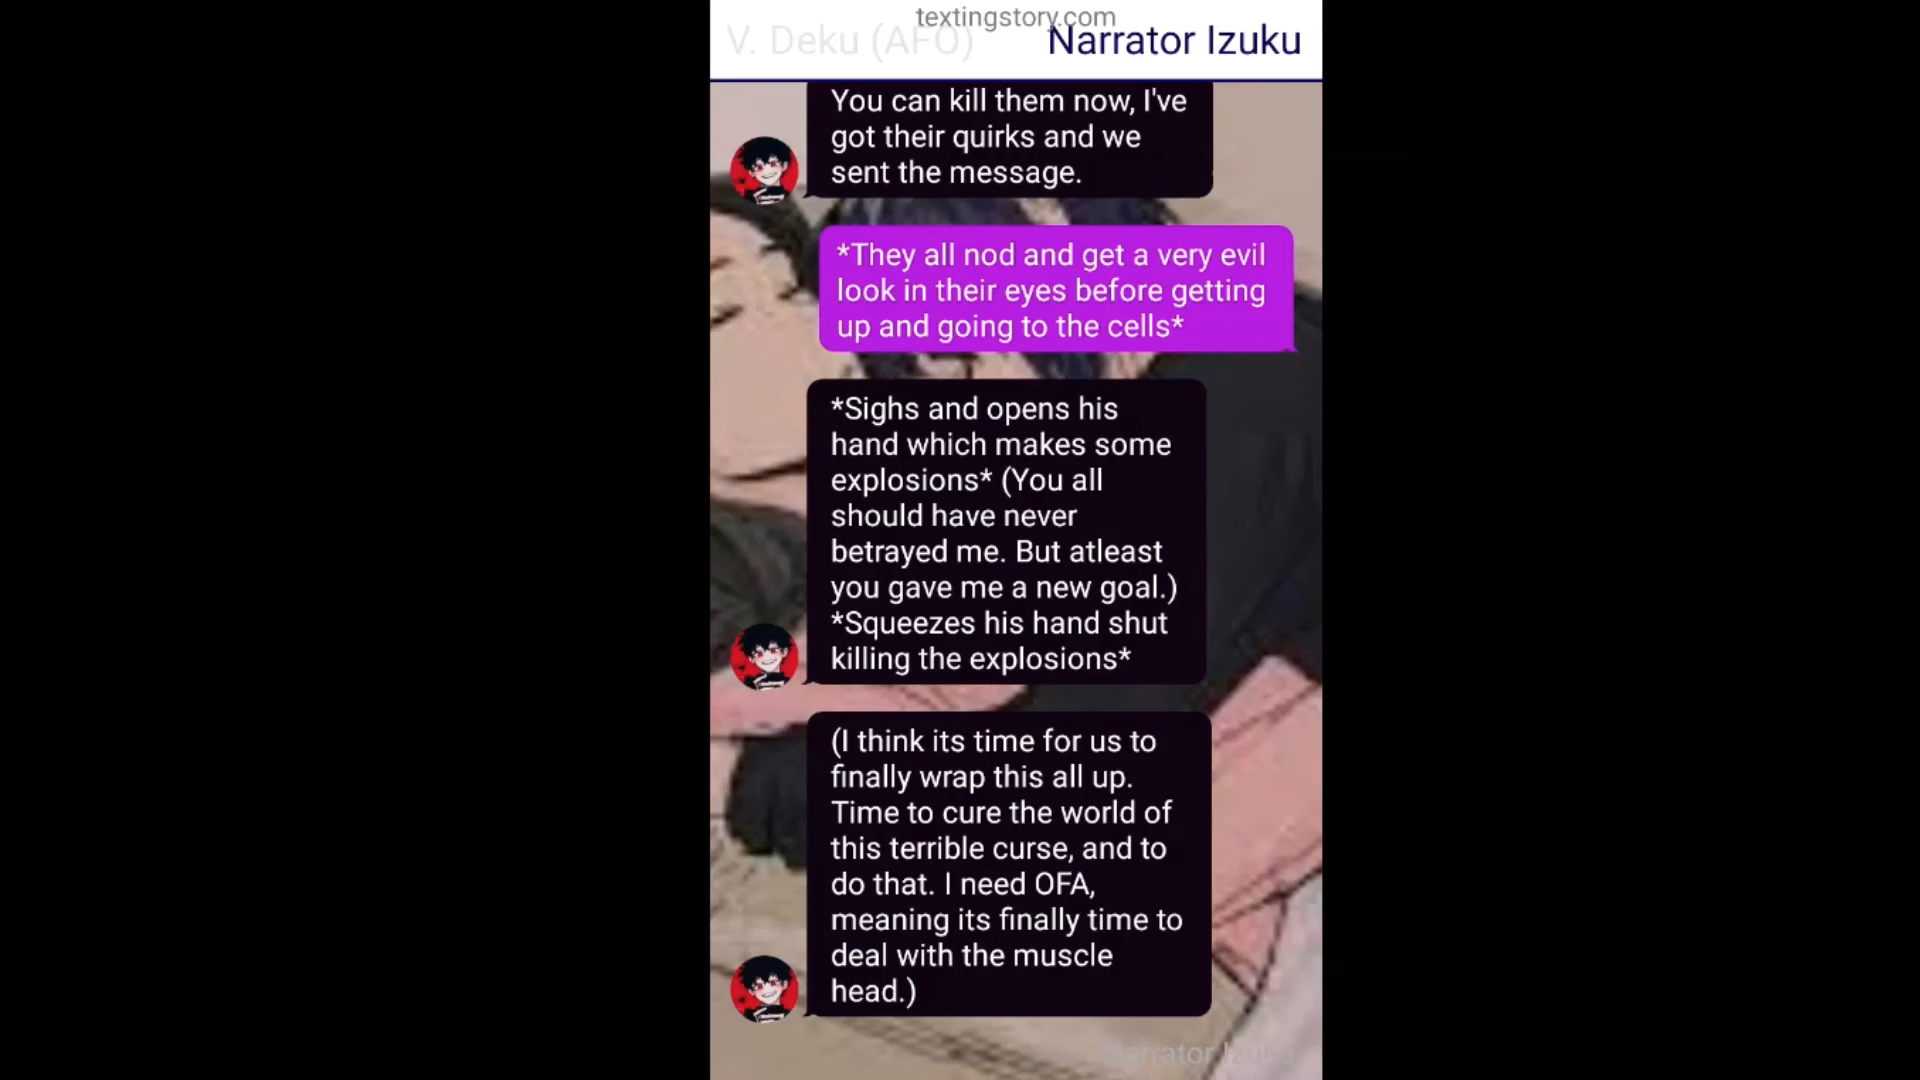 textingstory.com
V. Deku (AFO)
Narrator Izuku
You can kill them now, I've
got their quirks and we
sent the message.
*They all nod and get a very evil
look in their eyes before getting
up and going to the cells*
*Sighs and opens his
hand which makes some
explosions* (You all
should have never
betrayed me. But atleast
you gave me a new goal.)
*Squeezes his hand shut
killing the explosions*
(I think its time for us to
finally wrap this all up.
Time to cure the world of
this terrible curse, and to
do that. I need OFA,
meaning its finally time to
deal with the muscle
head.)
Narrator Izuku